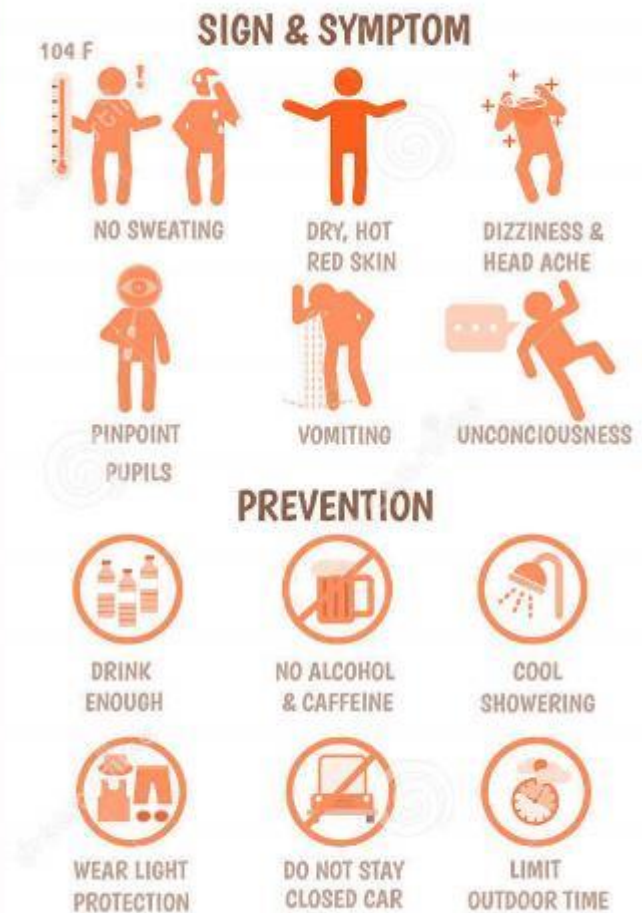 SIGN & SYMPTOM
104 F
!
NO SWEATING
DRY, HOT
RED SKIN
DIZZINESS &
HEAD ACHE
PINPOINT
PUPILS
VOMITING
UNCONCIOUSNESS
PREVENTION
DRINK
ENOUGH
NO ALCOHOL
& CAFFEINE
COOL
SHOWERING
WEAR LIGHT
PROTECTION
DO NOT STAY
CLOSED CAR
LIMIT
OUTDOOR TIME